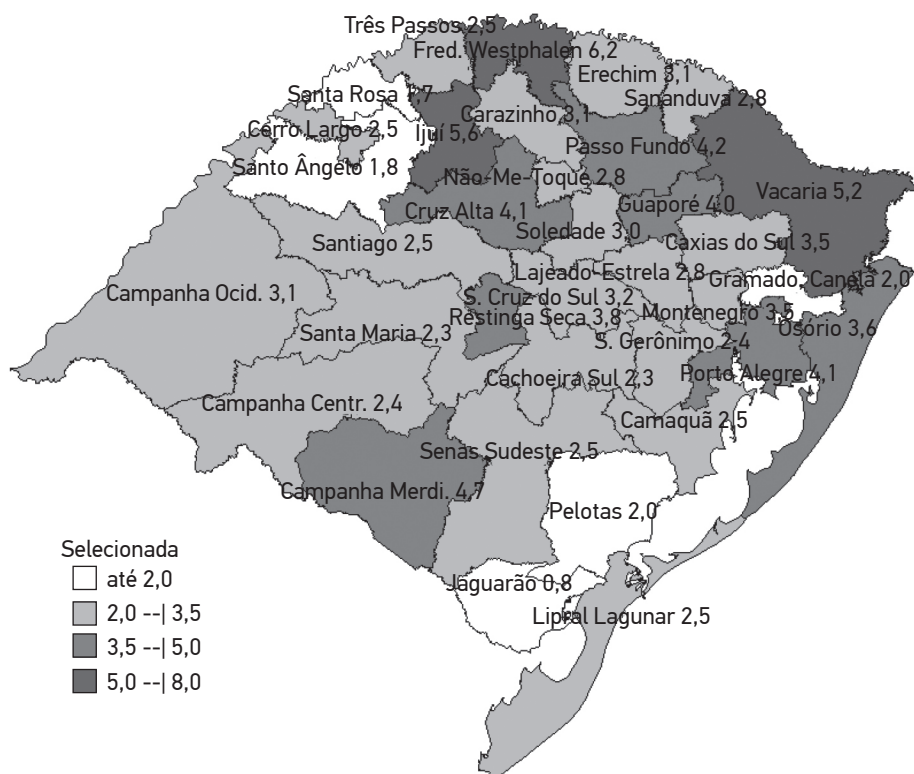 Três Passos 2,5
Fred. Westphalen 6,2
Erechim 3,1
Santa Rosa 1,7
Sananduva 2,8
Carazinho 3,1
Cerro Largo 2,5
Ijuí 5,6
Passo Fundo 4,2
Santo Ângelo 1,8
Não-Me-Toque 2,8
Vacaria 5,2
Guaporé 4,0
Cruz Alta 4,1
Soledade 3,0
Santiago 2,5
Caxias do Sul 3,5
Lajeado-Estrela 2,8
Gramado, Canela 2,0
Campanha Ocid. 3,1
S. Cruz do Sul 3,2
Montenegro 3,5
Restinga Seca 3,8
Osório 3,6
Santa Maria 2,3
S. Gerônimo 2-4
Porto Alegre 4,1
Cachoeira Sul 2,3
Campanha Centr. 2,4
Camaquã 2,5
Senas Sudeste 2,5
Campanha Merdi. 4,7
Pelotas 2,0
Jaguarão 0,8
Lipral Lagunar 2,5
Selecionada
até 2,0
2,0 --| 3,5
3,5 --| 5,0
5,0 --| 8,0